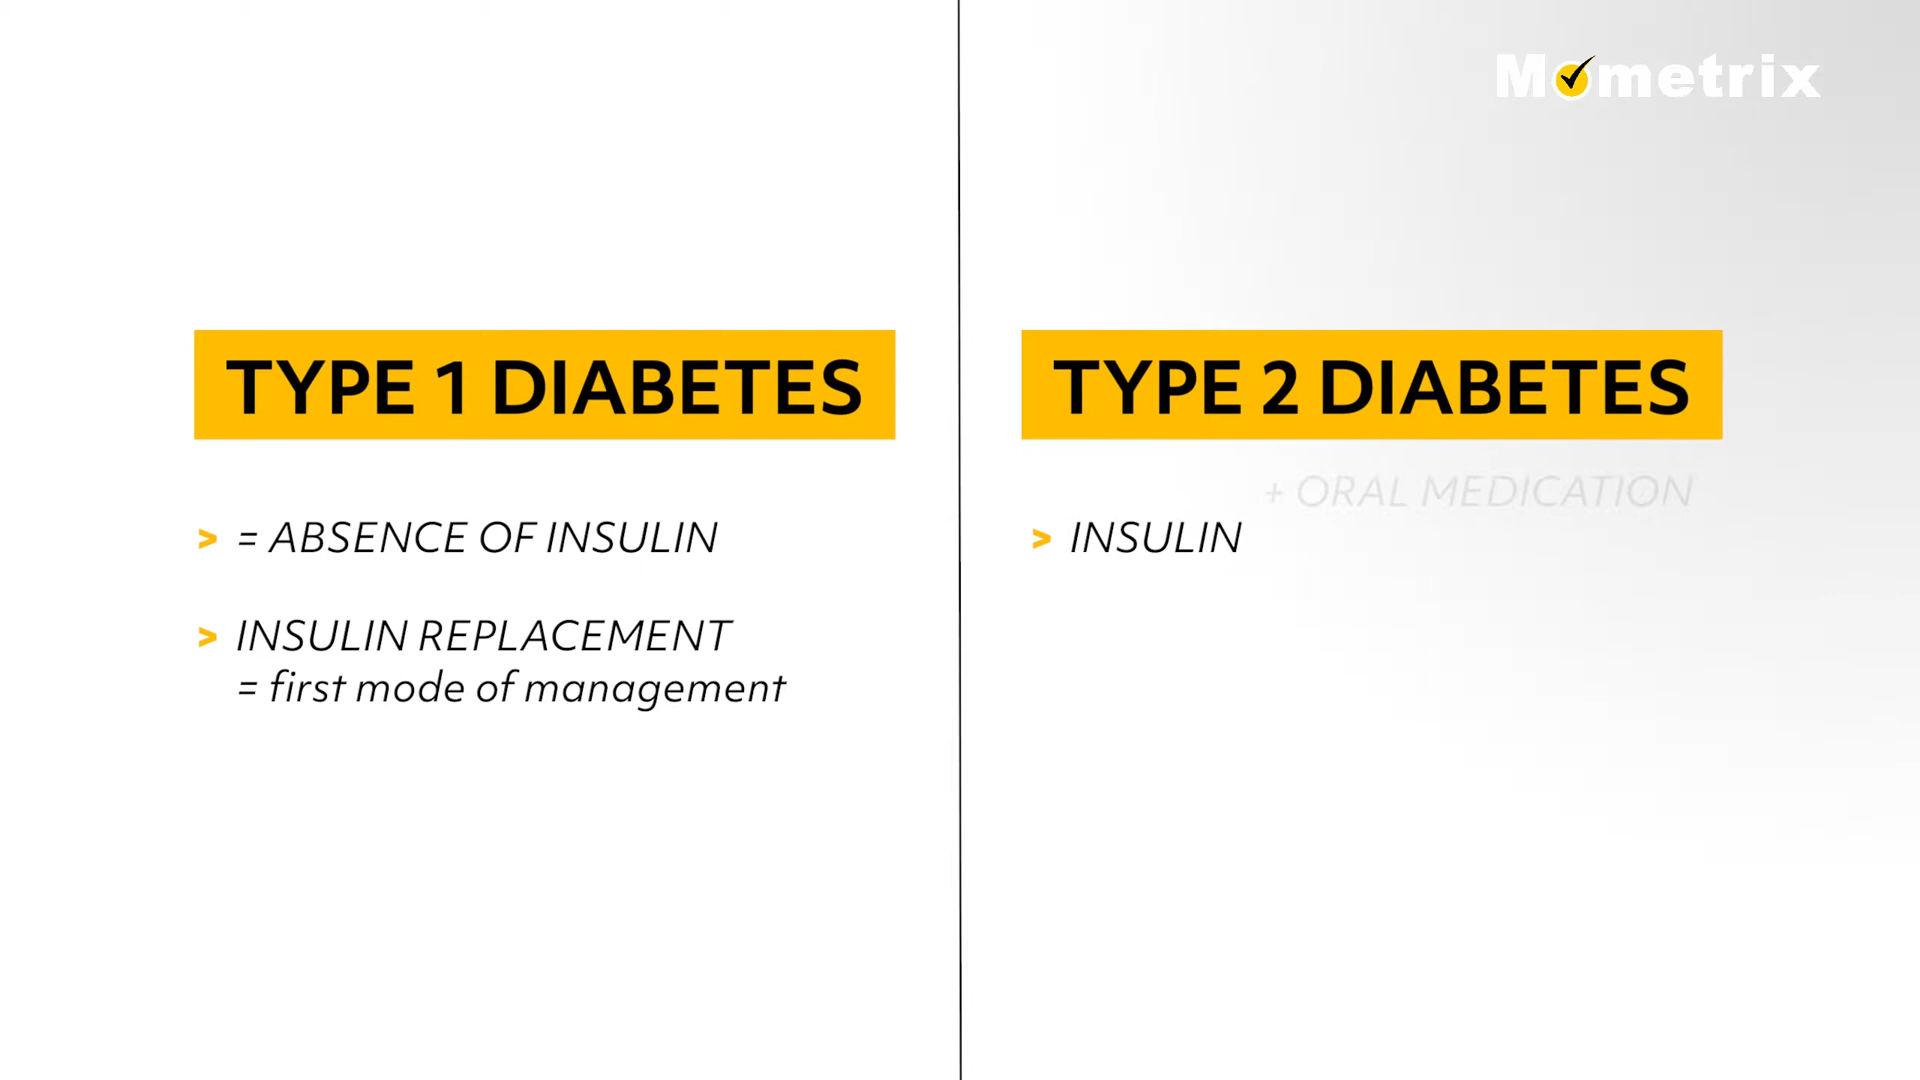 Mometrix
TYPE 1 DIABETES
> = ABSENCE OF INSULIN
> INSULIN REPLACEMENT
= first mode of management
TYPE 2 DIABETES
+ ORAL MEDICATION
> INSULIN